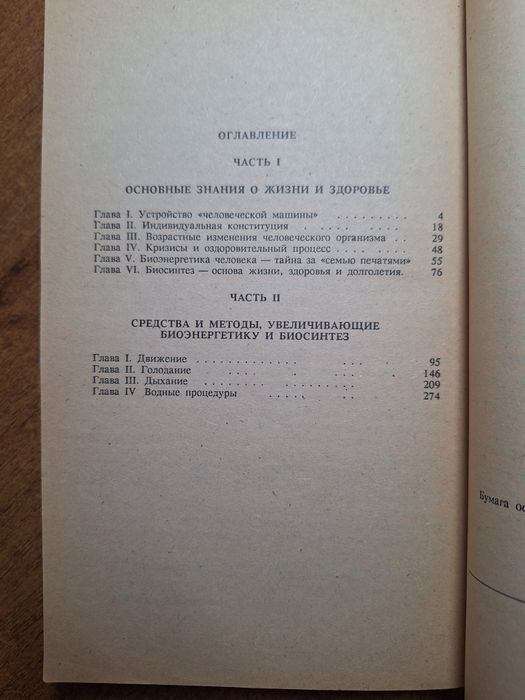 ОГЛАВЛЕНИЕ
ЧАСТЬ I
ОСНОВНЫЕ ЗНАНИЯ О ЖИЗНИ И ЗДОРОВЬЕ
Глава I. Устройство «человеческой машины» . . . . . . . . . 4
Глава II. Индивидуальная конституция . . . . . . . 18
Глава III. Возрастные изменения человеческого организма . . 29
Глава IV. Кризисы и оздоровительный процесс . . . . . . . 48
Глава V. Биоэнергетика человека — тайна за «семью печатями» 55
Глава VI. Биосинтез — основа жизни, здоровья и долголетия. 76
ЧАСТЬ II
СРЕДСТВА И МЕТОДЫ, УВЕЛИЧИВАЮЩИЕ
БИОЭНЕРГЕТИКУ И БИОСИНТЕЗ
Глава I. Движение . . . . . . . . . . . . . . . . 95
Глава II. Голодание . . . . . 146
Глава III. Дыхание . . . . . . . . . . . . . . 209
Глава IV Водные процедуры . . . . . . . 274
Бумага ос